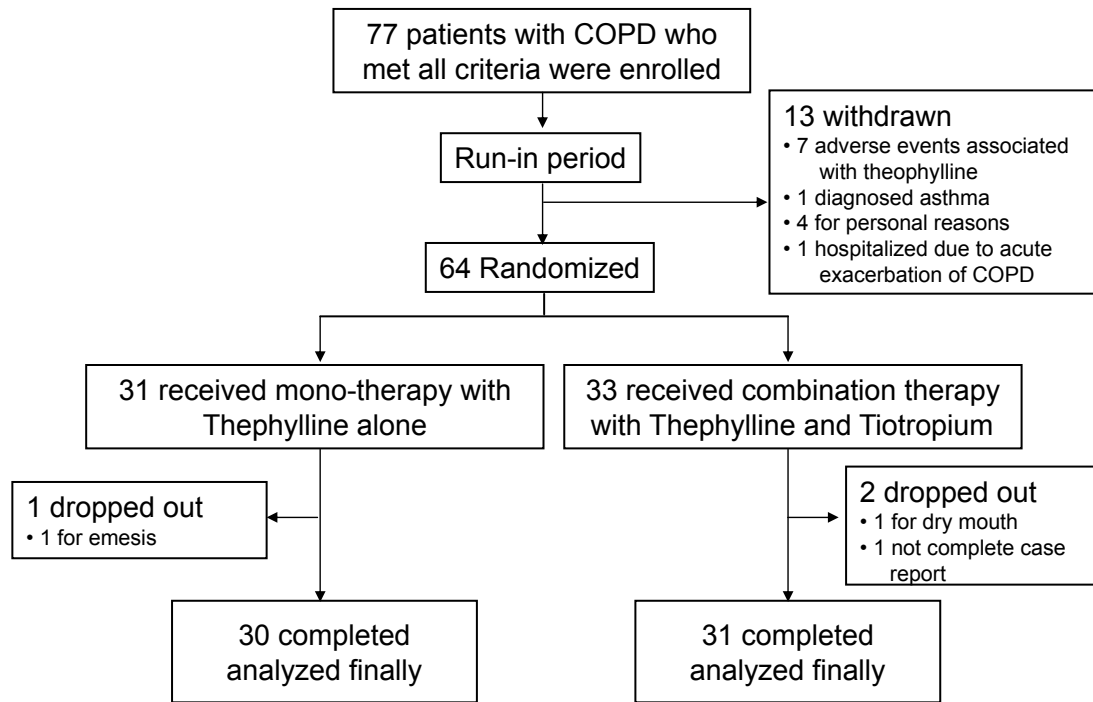 77 patients with COPD who
met all criteria were enrolled
Run-in period
13 withdrawn
• 7 adverse events associated
with theophylline
• 1 diagnosed asthma
• 4 for personal reasons
• 1 hospitalized due to acute
exacerbation of COPD
64 Randomized
31 received mono-therapy with
Thephylline alone
33 received combination therapy
with Thephylline and Tiotropium
1 dropped out
• 1 for emesis
2 dropped out
• 1 for dry mouth
• 1 not complete case
report
30 completed
analyzed finally
31 completed
analyzed finally